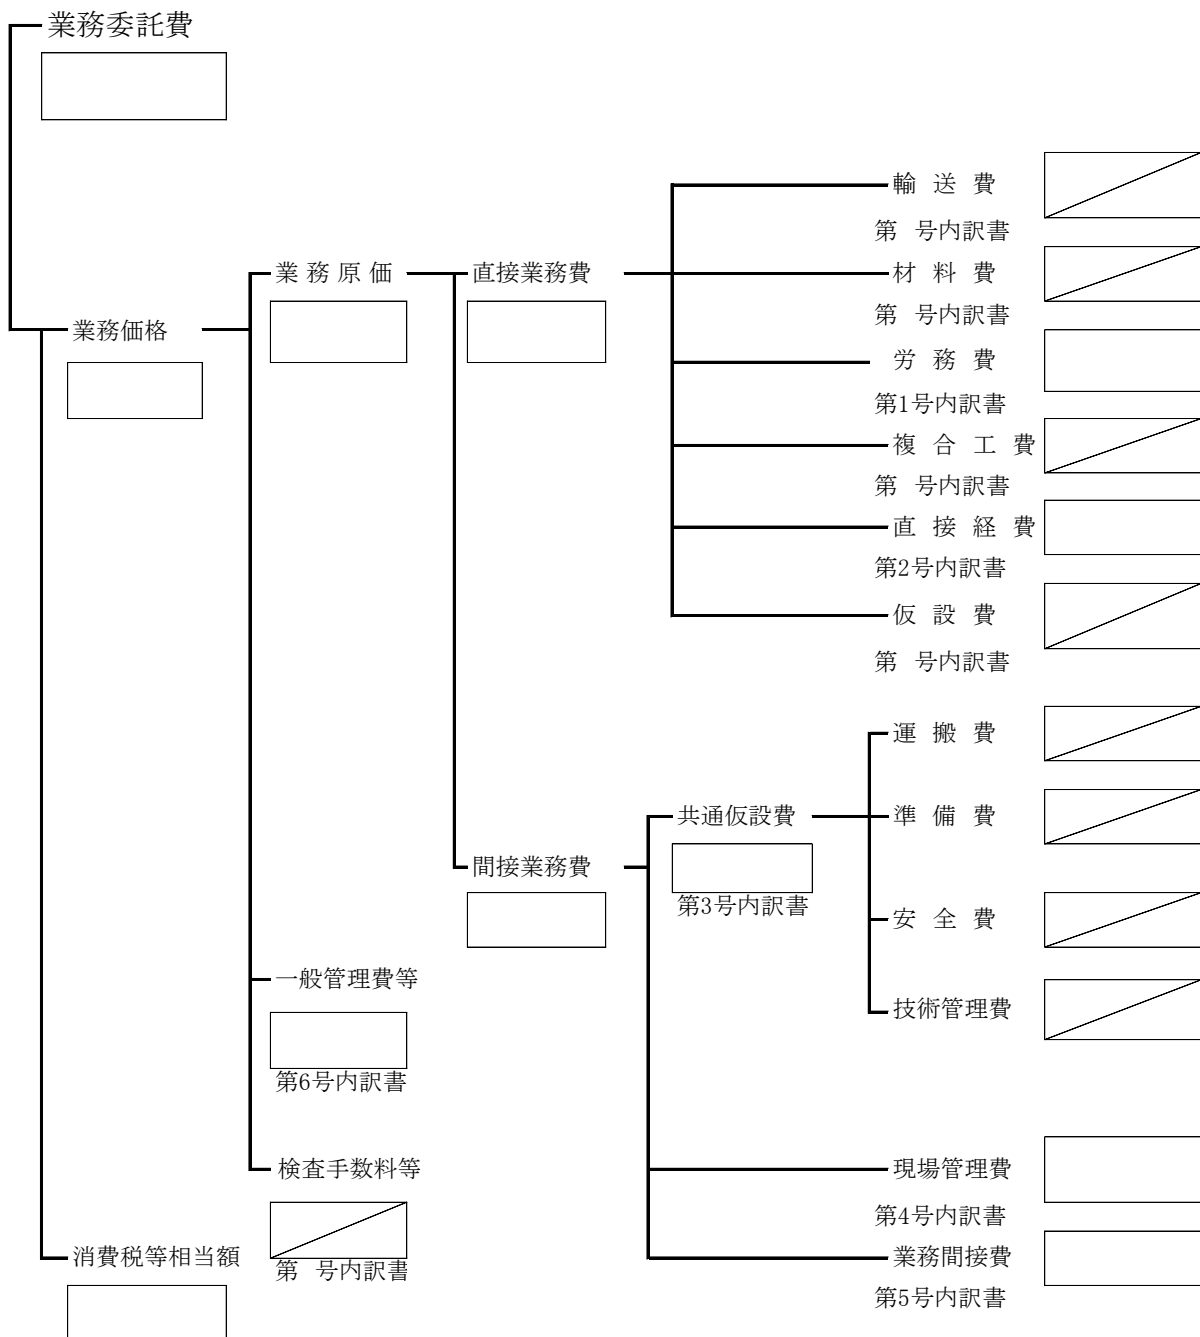 業務委託費
輸送費
第 号内訳書
業務原価
直接業務費
材料費
第 号内訳書
業務価格
労務費
第1号内訳書
複合工費
第 号内訳書
直接経費
第2号内訳書
仮設費
第 号内訳書
運搬費
共通仮設費
準備費
間接業務費
第3号内訳書
安全費
一般管理費等
技術管理費
第6号内訳書
検査手数料等
現場管理費
第4号内訳書
消費税等相当額
第 号内訳書
業務間接費
第5号内訳書